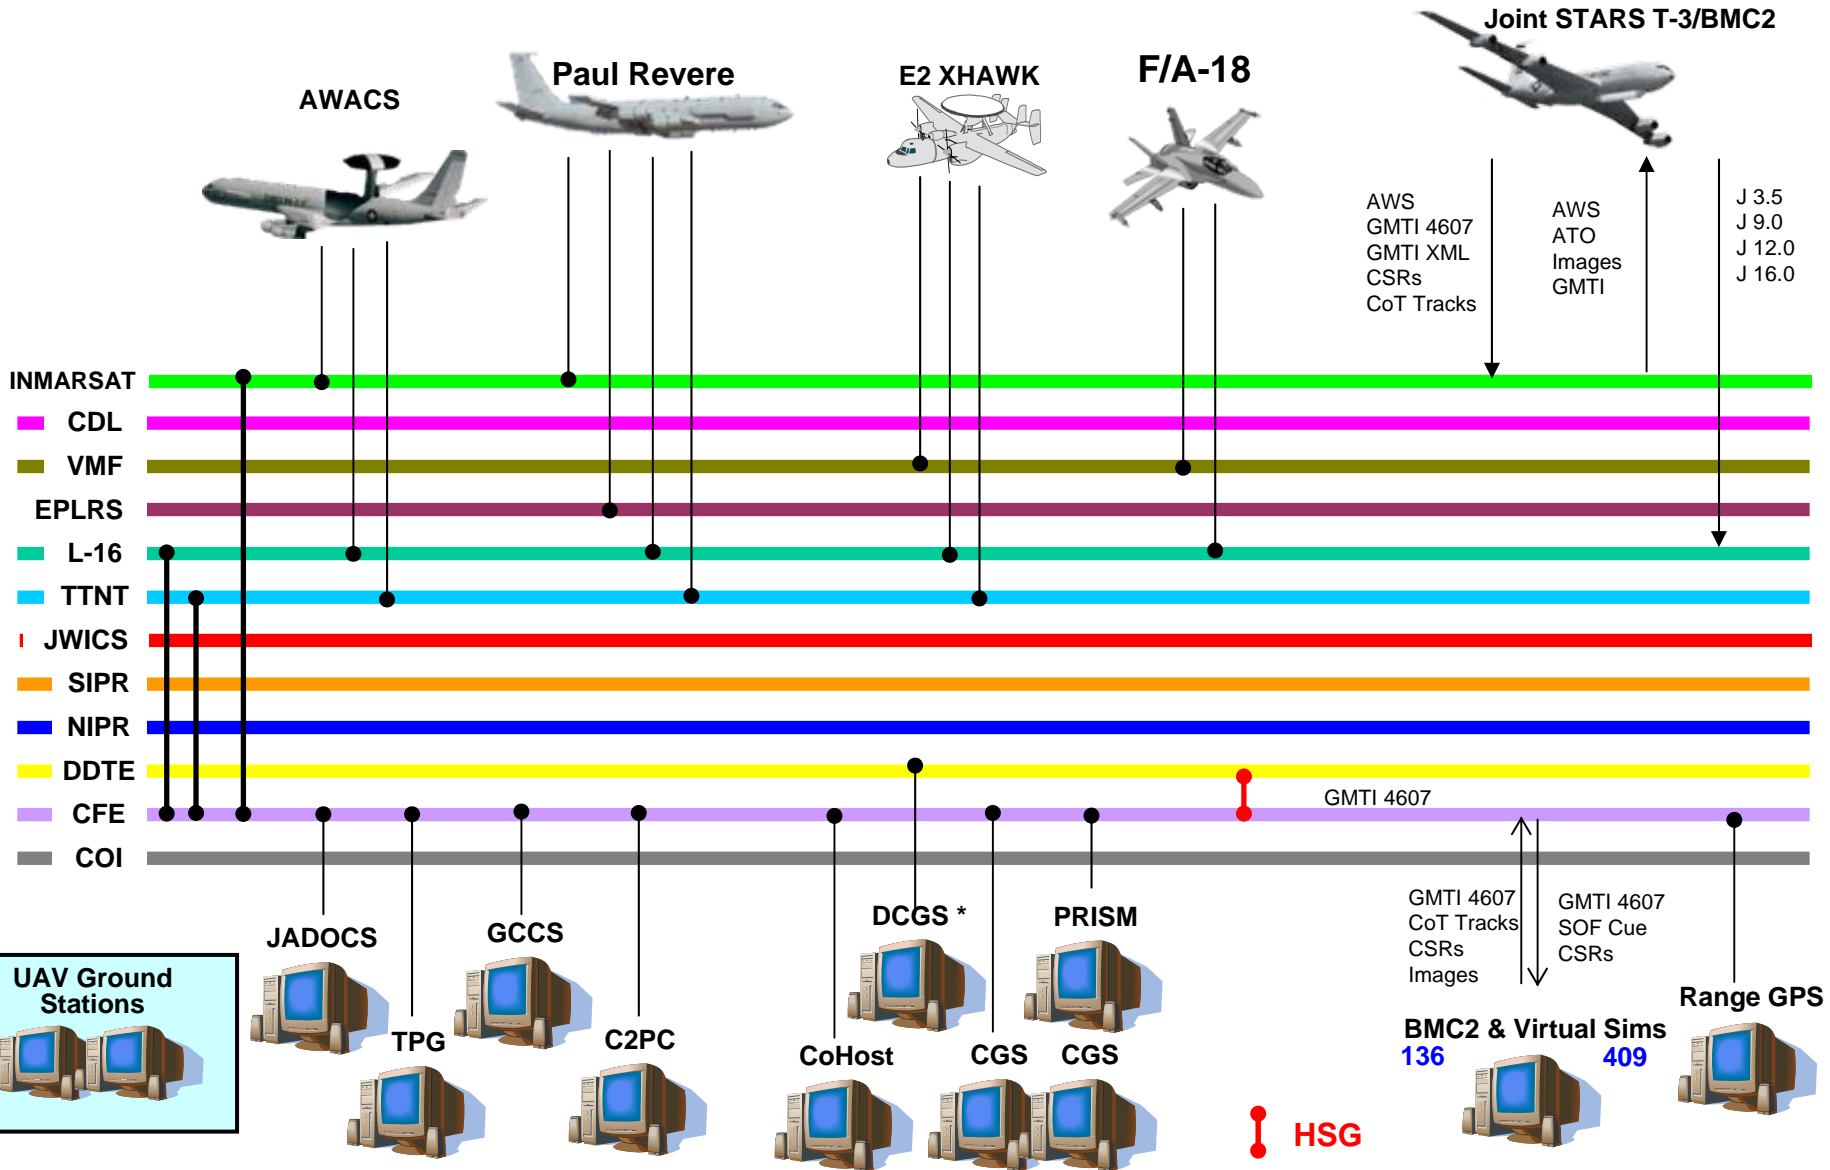 Joint STARS T-3/BMC2
Paul Revere
E2 XHAWK
F/A-18
AWACS
AWS
GMTI 4607
GMTI XML
CSRs
CoT Tracks
AWS
ATO
Images
GMTI
J 3.5
J 9.0
J 12.0
J 16.0
INMARSAT
CDL
VMF
EPLRS
L-16
TTNT
JWICS
SIPR
NIPR
DDTE
CFE
COI
GMTI 4607
GMTI 4607
CoT Tracks
CSRs
Images
GMTI 4607
SOF Cue
CSRs
JADOCS
GCCS
DCGS *
PRISM
UAV Ground
Stations
TPG
C2PC
CoHost
CGS
CGS
BMC2 & Virtual Sims
136
409
Range GPS
HSG